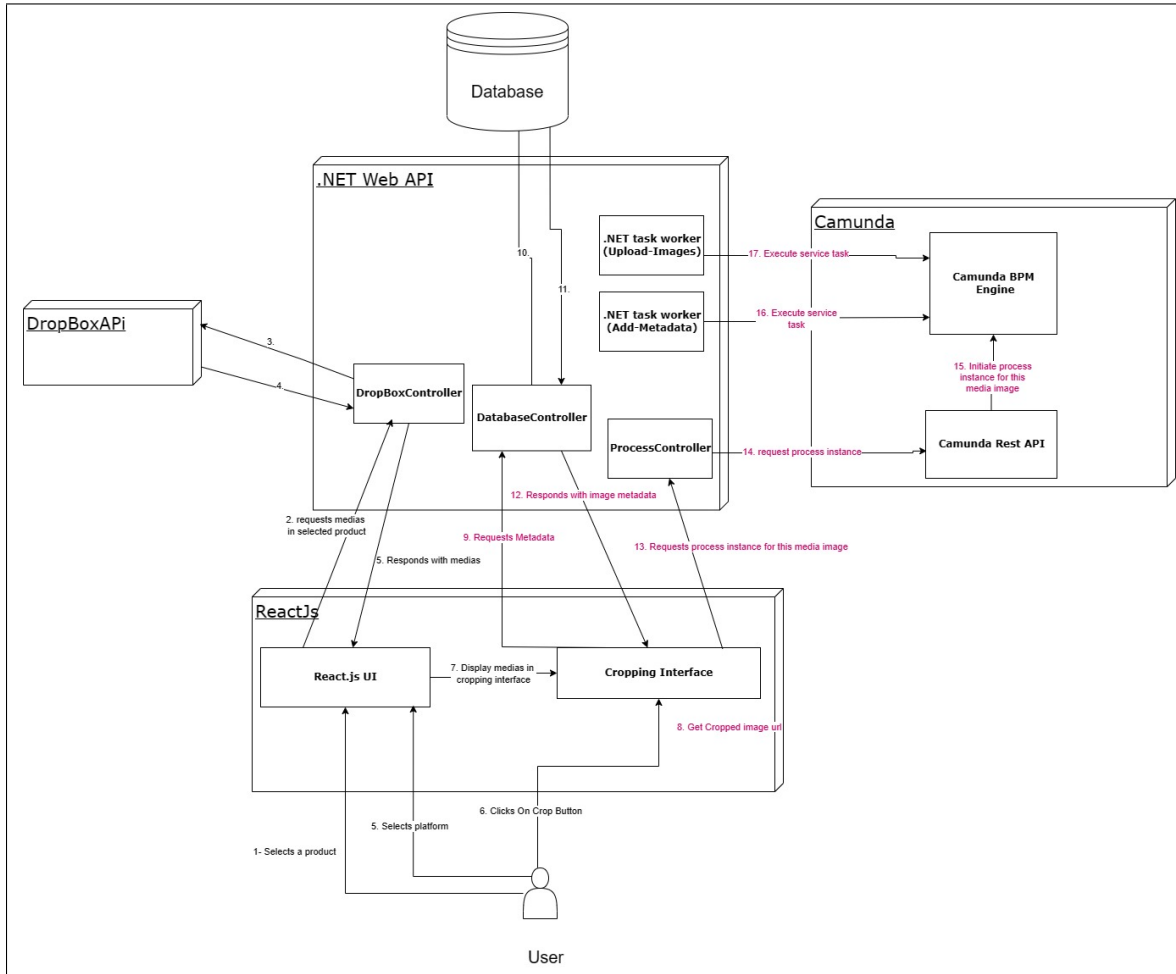 Database
.NET Web API
.NET task worker
(Upload-Images)
.NET task worker
(Add-Metadata)
10.
11.
17. Execute service task
16. Execute service
task
Camunda
Camunda BPM
Engine
15. Initiate process
instance for this
media image
Camunda Rest API
DropBoxAPi
3.
4.
DropBoxController
DatabaseController
ProcessController
14. request process instance
12. Responds with image metadata
2. requests medias
in selected product
9. Requests Metadata
13. Requests process instance for this media image
5. Responds with medias
ReactJs
React.js UI
7. Display medias in
cropping interface
Cropping Interface
8. Get Cropped image url
6. Clicks On Crop Button
5. Selects platform
1- Selects a product
User